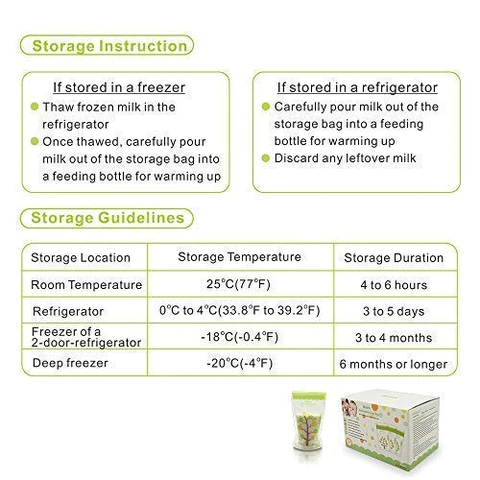 Storage Instruction
If stored in a freezer
Thaw frozen milk in the
refrigerator
Once thawed, carefully pour
milk out of the storage bag into
a feeding bottle for warming up
If stored in a refrigerator
Carefully pour milk out of the
storage bag into a feeding
bottle for warming up
Discard any leftover milk
Storage Guidelines
Storage Location Storage Temperature Storage Duration
Room Temperature 25°C(77°F) 4 to 6 hours
Refrigerator 0°C to 4°C(33.8°F to 39.2°F) 3 to 5 days
Freezer of a
2-door-refrigerator -18°C(-0.4°F) 3 to 4 months
Deep freezer -20°C(-4°F) 6 months or longer